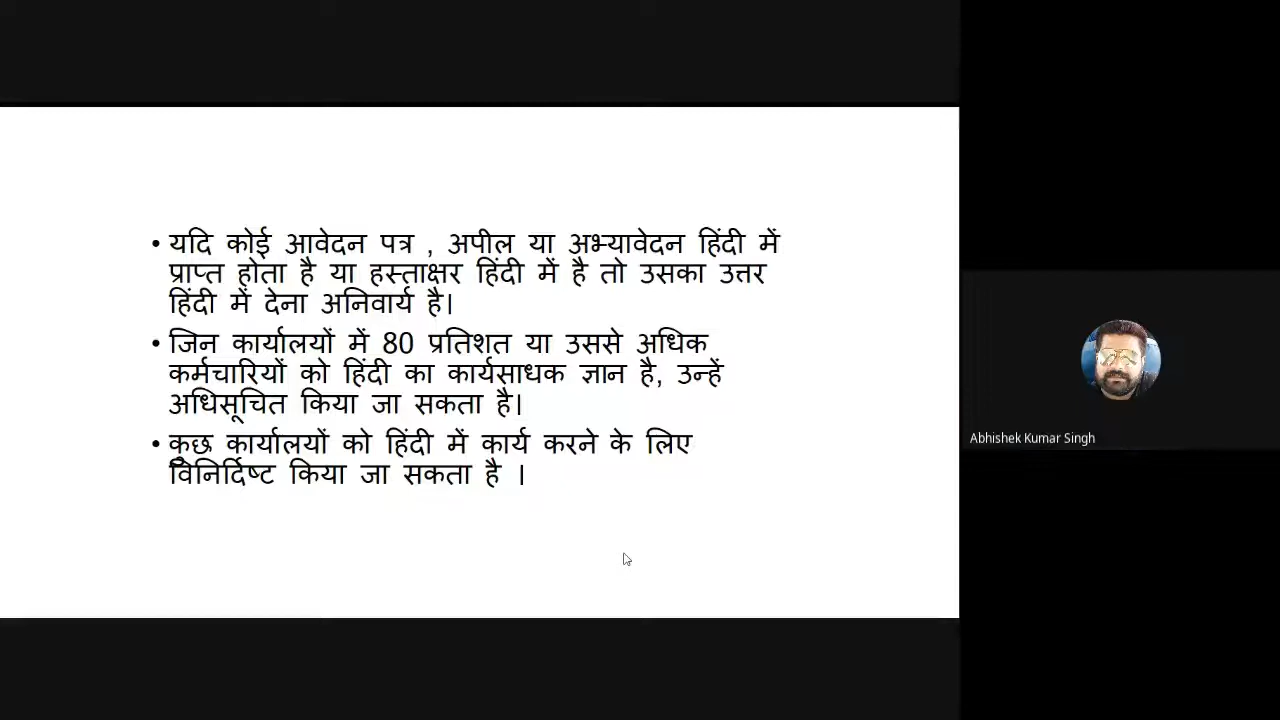 • यदि कोई आवेदन पत्र , अपील या अभ्यावेदन हिंदी में
प्राप्त होता है या हस्ताक्षर हिंदी में है तो उसका उत्तर
हिंदी में देना अनिवार्य है।
• जिन कार्यालयों में 80 प्रतिशत या उससे अधिक
कर्मचारियों को हिंदी का कार्यसाधक ज्ञान है, उन्हें
अधिसूचित किया जा सकता है।
• कुछ कार्यालयों को हिंदी में कार्य करने के लिए
विनिर्दिष्ट किया जा सकता है ।
Abhishek Kumar Singh